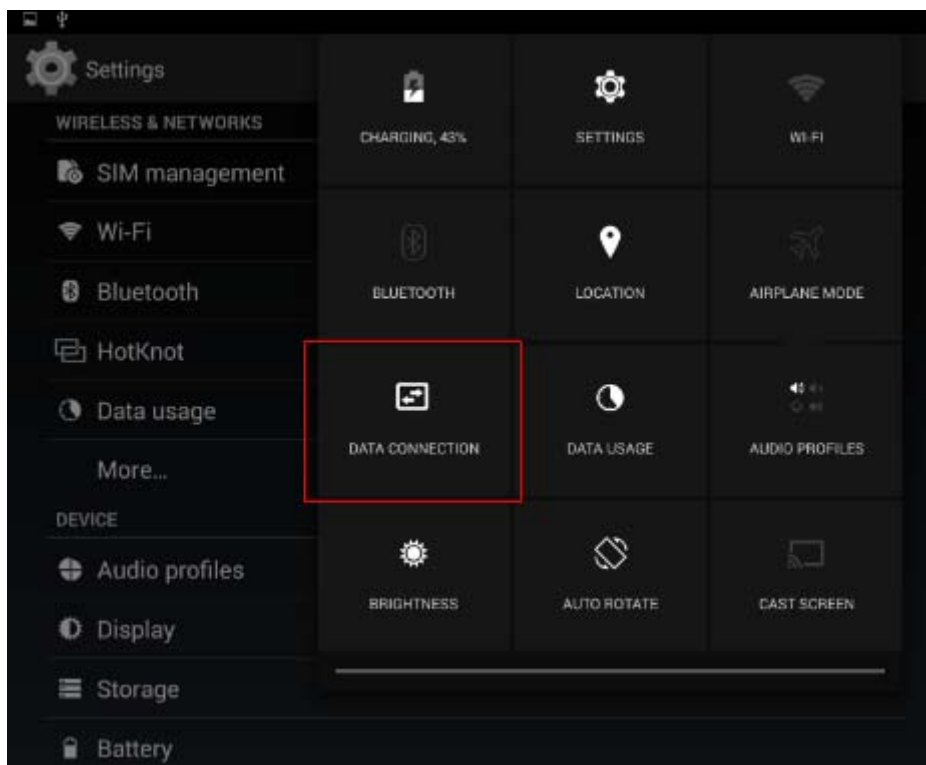 Settings
WIRELESS & NETWORKS
SIM management
Wi-Fi
Bluetooth
HotKnot
Data usage
More...
DEVICE
Audio profiles
Display
Storage
Battery
CHARGING, 43%
SETTINGS
WI-FI
BLUETOOTH
LOCATION
AIRPLANE MODE
DATA CONNECTION
DATA USAGE
AUDIO PROFILES
BRIGHTNESS
AUTO ROTATE
CAST SCREEN